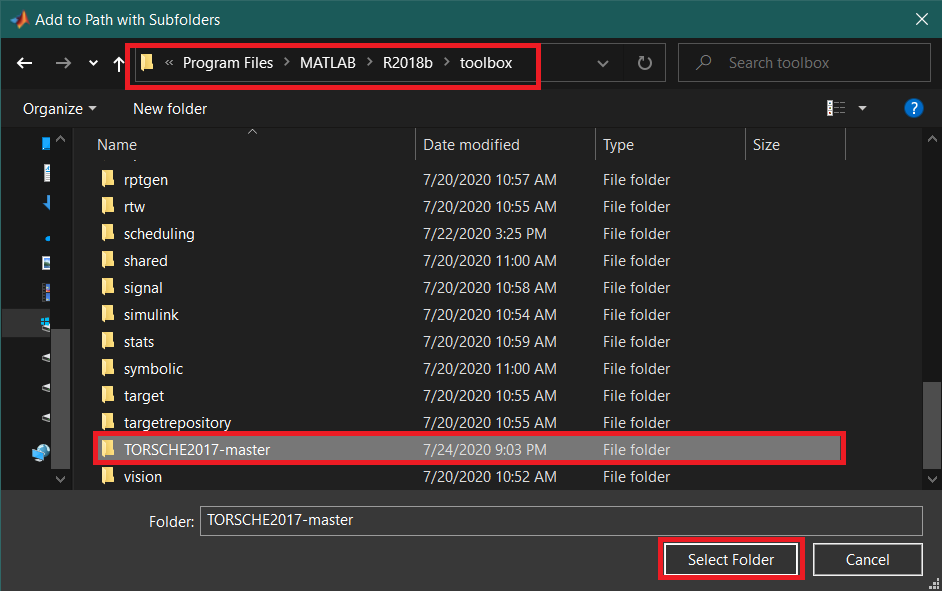 Add to Path with Subfolders
« Program Files > MATLAB > R2018b > toolbox
Search toolbox
Organize New folder
?
Name Date modified Type Size
rptgen 7/20/2020 10:57 AM File folder
rtw 7/20/2020 10:55 AM File folder
scheduling 7/22/2020 3:25 PM File folder
shared 7/20/2020 11:00 AM File folder
signal 7/20/2020 10:58 AM File folder
simulink 7/20/2020 10:54 AM File folder
stats 7/20/2020 10:59 AM File folder
symbolic 7/20/2020 11:00 AM File folder
target 7/20/2020 10:55 AM File folder
targetrepository 7/20/2020 10:55 AM File folder
TORSCHE2017-master 7/24/2020 9:03 PM File folder
vision 7/20/2020 10:52 AM File folder
Folder: TORSCHE2017-master
Select Folder Cancel